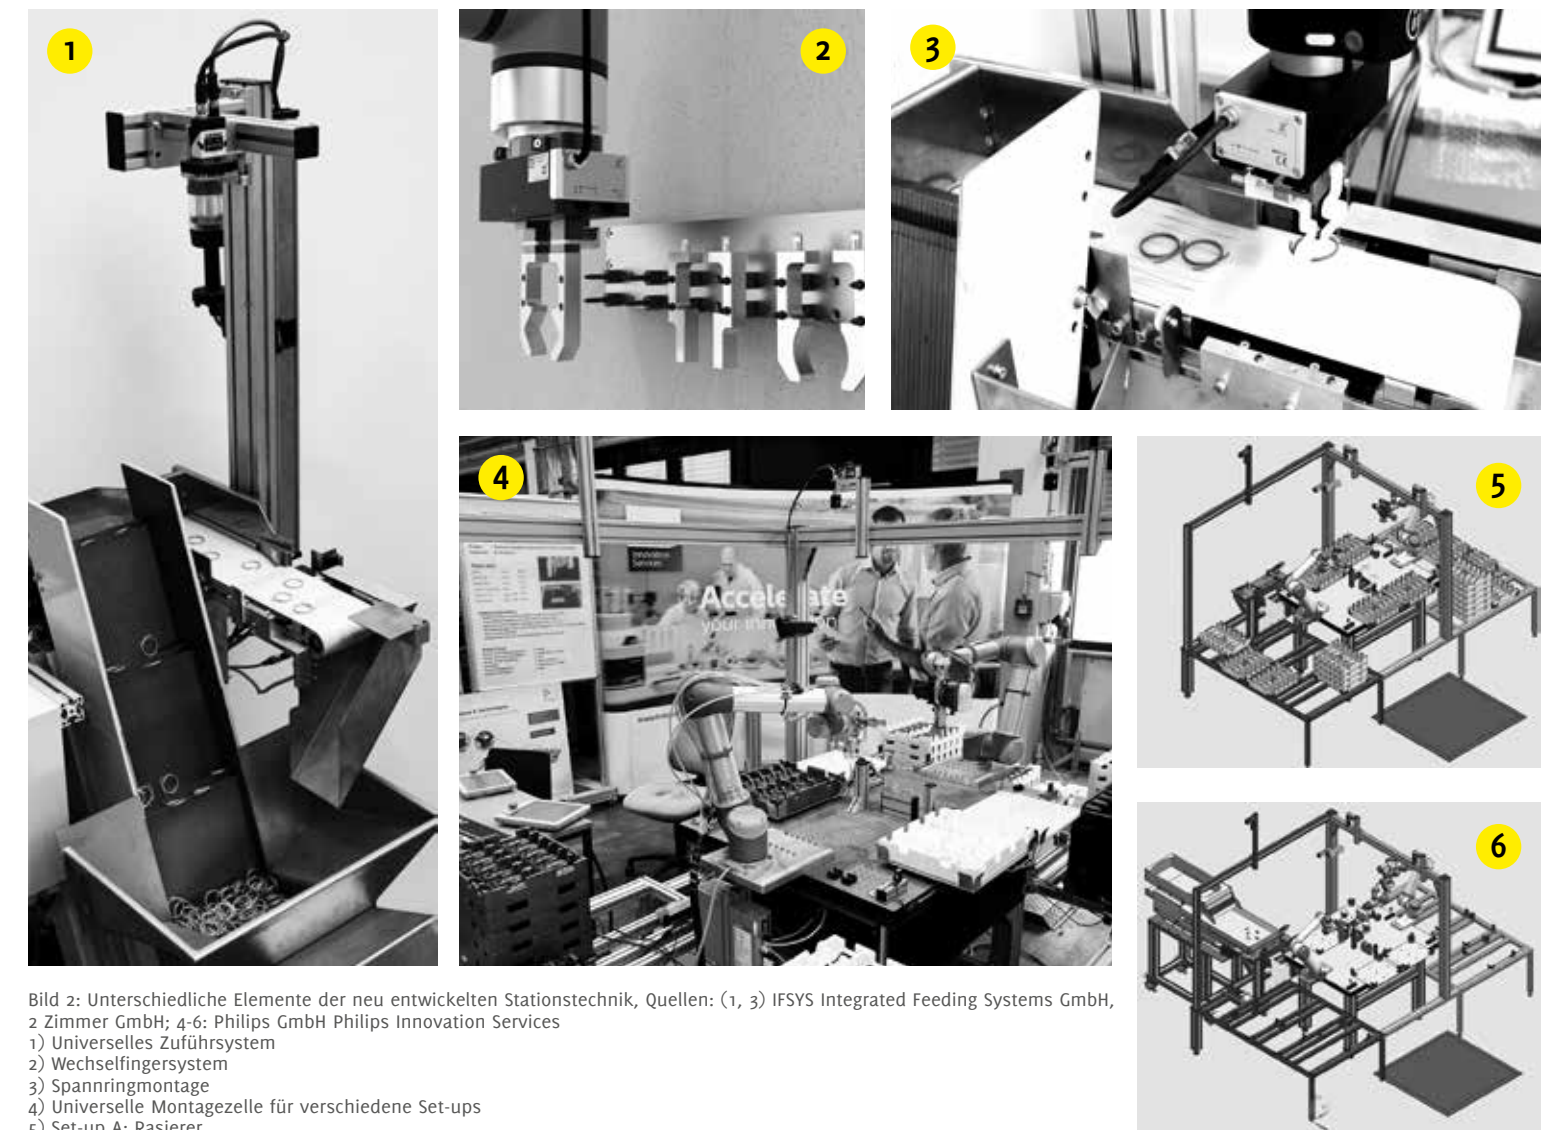 1
2
3
4
Innovation
Services
Accelerate
your inn
5
6
Bild 2: Unterschiedliche Elemente der neu entwickelten Stationstechnik, Quellen: (1, 3) IFSYS Integrated Feeding Systems GmbH,
2 Zimmer GmbH; 4-6: Philips GmbH Philips Innovation Services
1) Universelles Zuführsystem
2) Wechselfingersystem
3) Spannringmontage
4) Universelle Montagezelle für verschiedene Set-ups
5) Set-up A: Rasierer